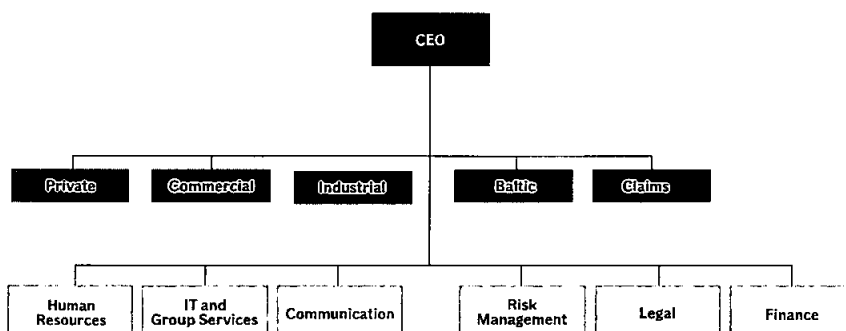 CEO
Private
Commercial
Industrial
Baltic
Claims
Human
Resources
IT and
Group Services
Communication
Risk
Management
Legal
Finance